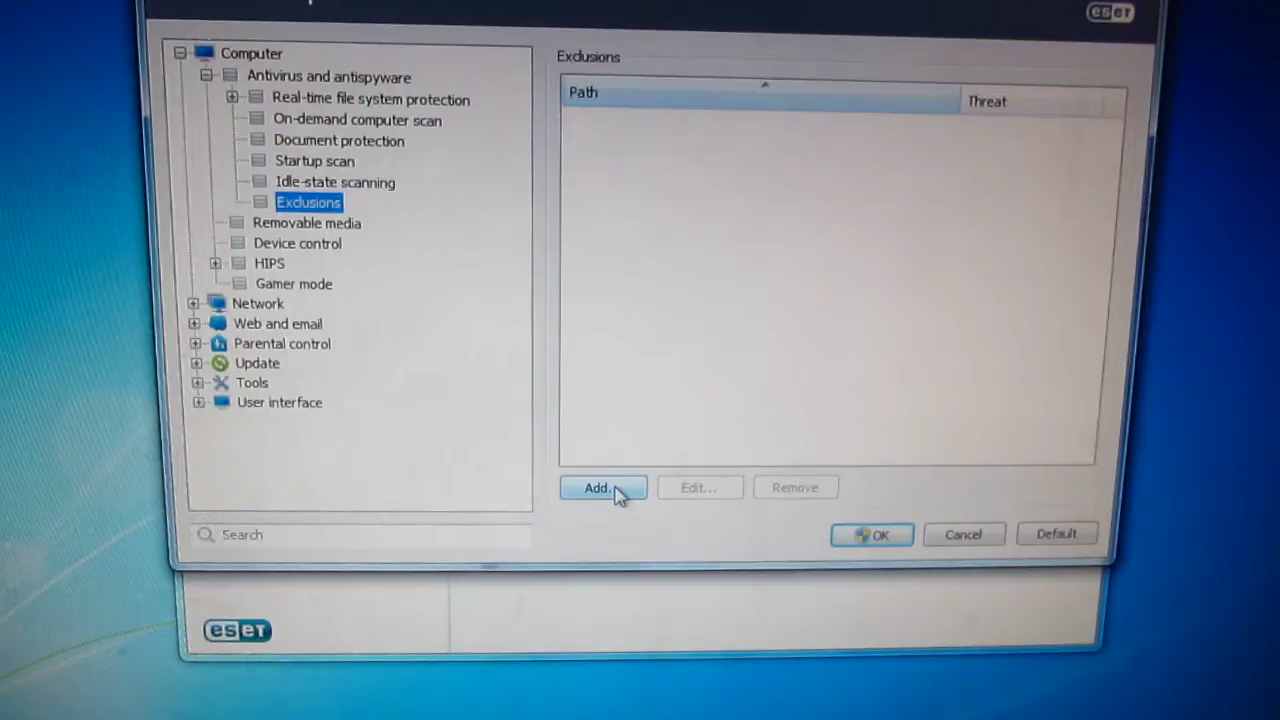 eset
Computer
Antivirus and antispyware
Real-time file system protection
On-demand computer scan
Document protection
Startup scan
Idle-state scanning
Exclusions
Removable media
Device control
HIPS
Gamer mode
Network
Web and email
Parental control
Update
Tools
User interface
Search
Exclusions
Path Threat
Add... Edit... Remove
OK Cancel Default
eset